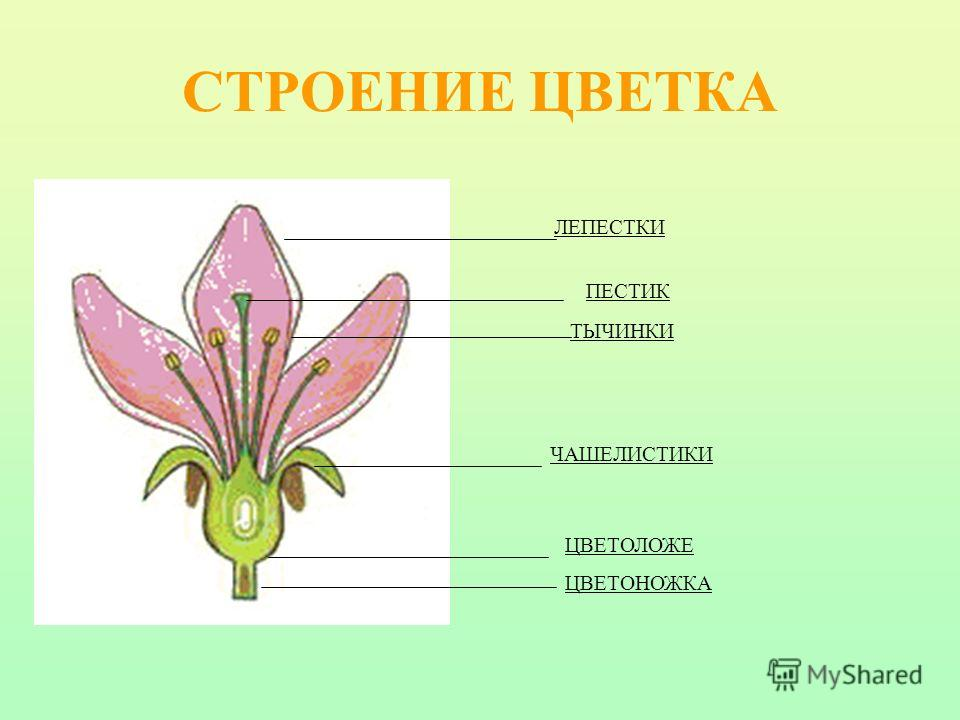 СТРОЕНИЕ ЦВЕТКА
ЛЕПЕСТКИ
ПЕСТИК
ТЫЧИНКИ
ЧАШЕЛИСТИКИ
ЦВЕТОЛОЖЕ
ЦВЕТОНОЖКА
MyShared